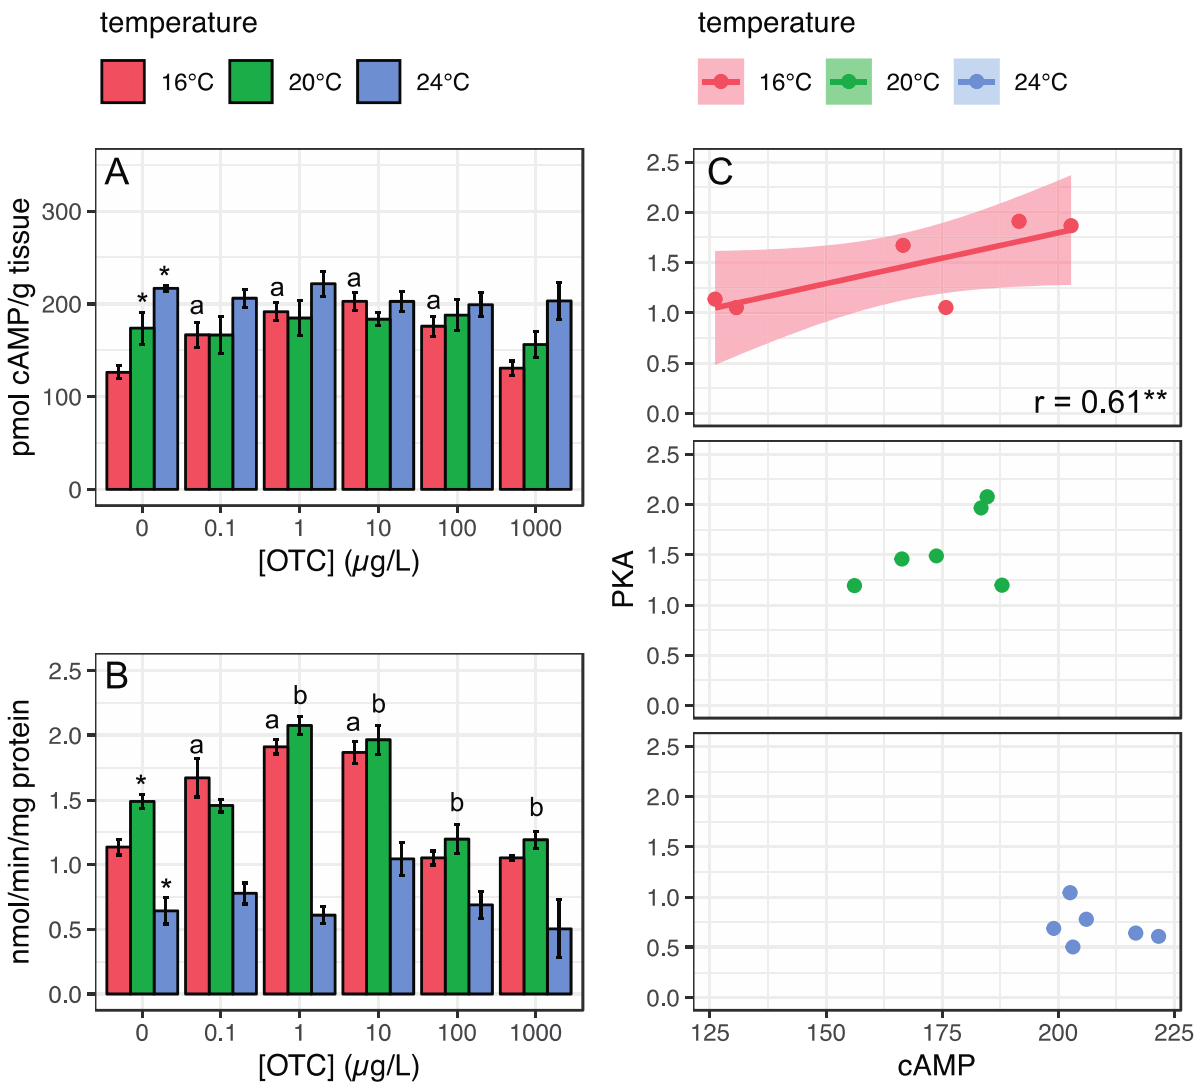 temperature
16°C 20°C 24°C
temperature
16°C 20°C 24°C
A
pmol cAMP/g tissue
300
200
100
0
* * a a a a
0 0.1 1 10 100 1000
[OTC] (µg/L)
B
nmol/min/mg protein
2.5
2.0
1.5
1.0
0.5
0.0
* * a a b a b b b
0 0.1 1 10 100 1000
[OTC] (µg/L)
C
PKA
2.5
2.0
1.5
1.0
0.5
0.0
r = 0.61**
2.5
2.0
1.5
1.0
0.5
0.0
2.5
2.0
1.5
1.0
0.5
0.0
125 150 175 200 225
cAMP